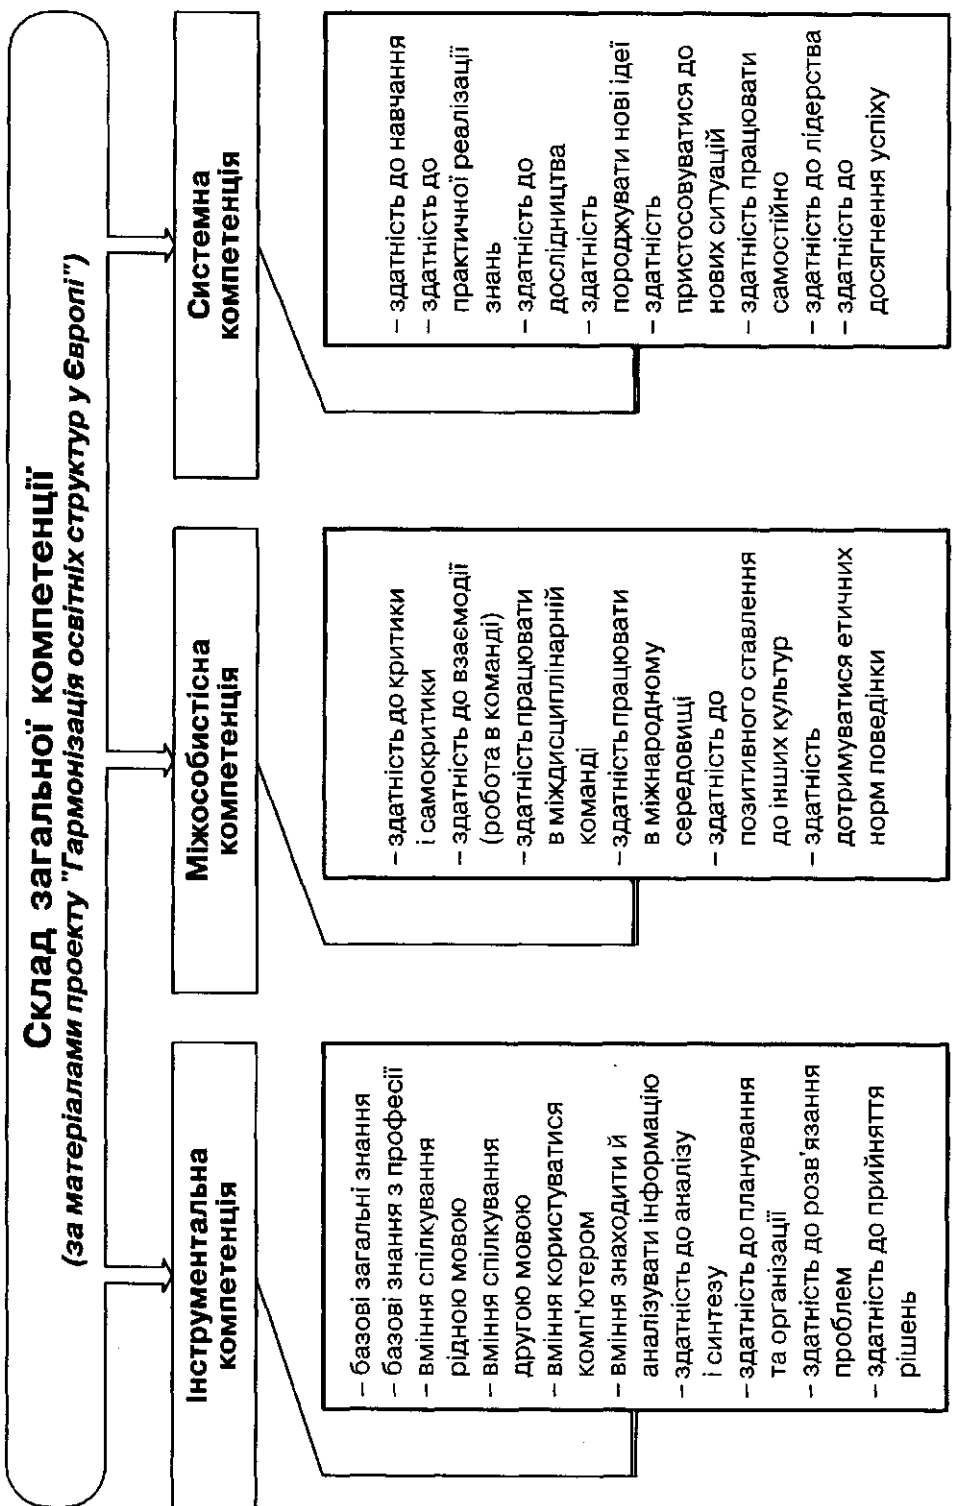 Склад загальної компетенції
(за матеріалами проекту "Гармонізація освітніх структур у Європі")
Інструментальна
компетенція
– базові загальні знання
– базові знання з професії
– вміння спілкування
рідною мовою
– вміння спілкування
другою мовою
– вміння користуватися
комп'ютером
– вміння знаходити й
аналізувати інформацію
– здатність до аналізу
і синтезу
– здатність до планування
та організації
– здатність до розв'язання
проблем
– здатність до прийняття
рішень
Міжособистісна
компетенція
– здатність до критики
і самокритики
– здатність до взаємодії
(робота в команді)
– здатність працювати
в міждисциплінарній
команді
– здатність працювати
в міжнародному
середовищі
– здатність до
позитивного ставлення
до інших культур
– здатність
дотримуватися етичних
норм поведінки
Системна
компетенція
– здатність до навчання
– здатність до
практичної реалізації
знань
– здатність до
дослідництва
– здатність
породжувати нові ідеї
– здатність
пристосовуватися до
нових ситуацій
– здатність працювати
самостійно
– здатність до лідерства
– здатність до
досягнення успіху